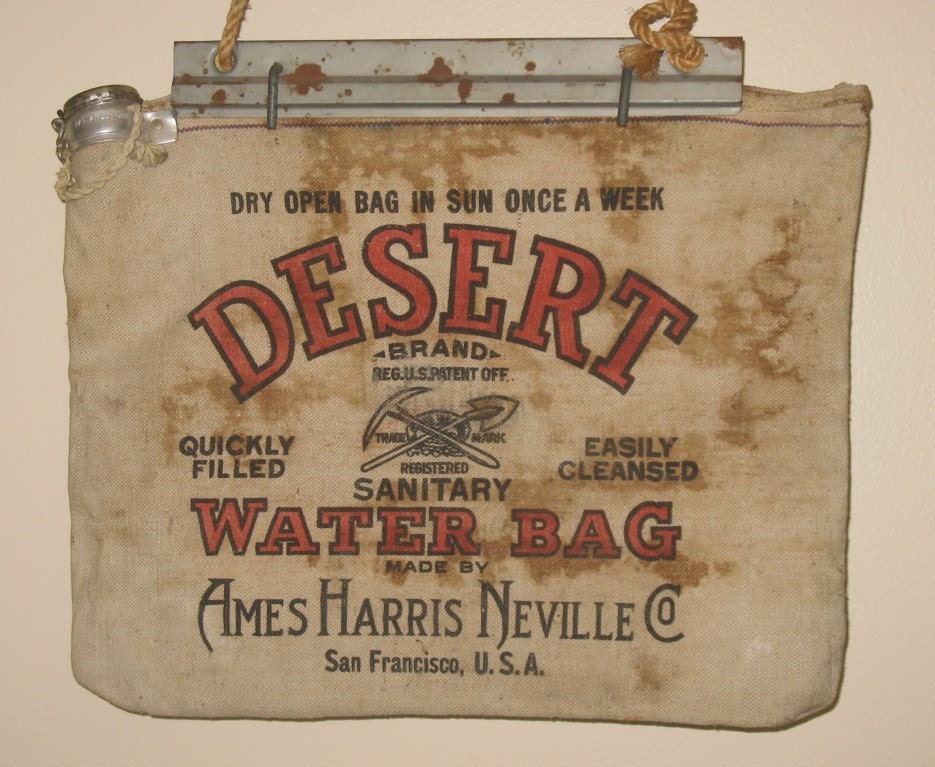 DRY OPEN BAG IN SUN ONCE A WEEK
DESERT
BRAND
REG.U.S.PATENT OFF.
TRADE MARK
REGISTERED
QUICKLY
FILLED
EASILY
CLEANSED
SANITARY
WATER BAG
MADE BY
AMES HARRIS NEVILLE CO
San Francisco, U.S.A.